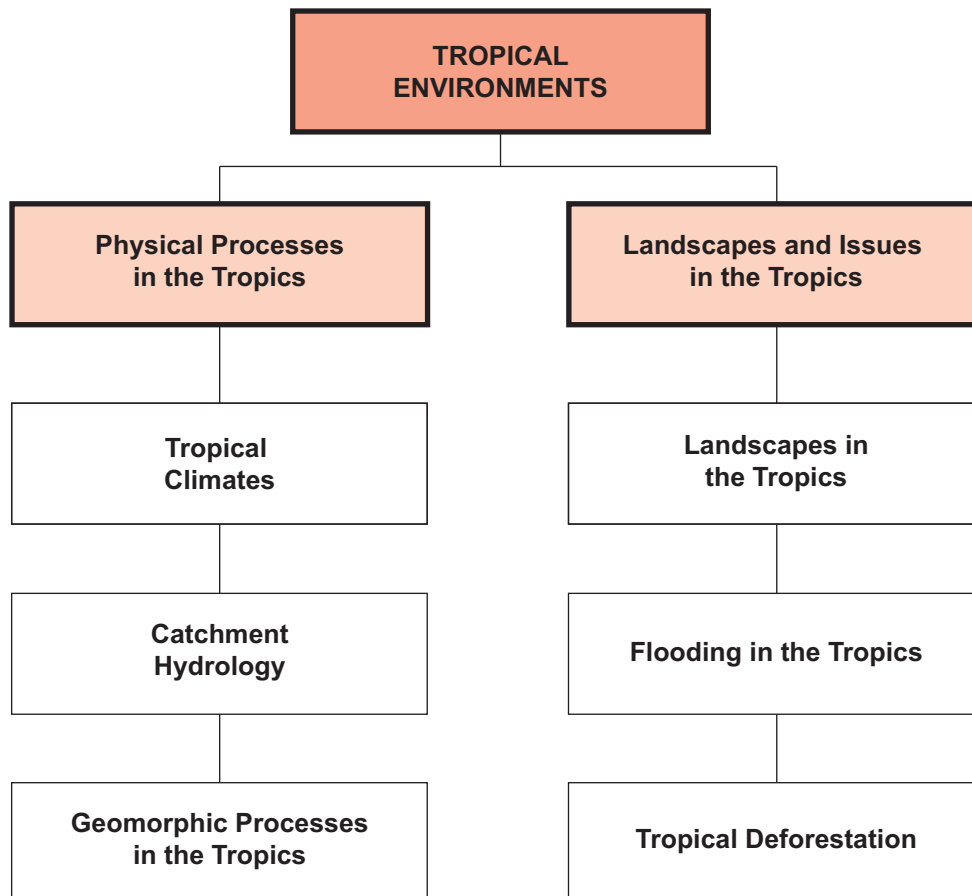 TROPICAL
ENVIRONMENTS
Physical Processes
in the Tropics
Tropical
Climates
Catchment
Hydrology
Geomorphic Processes
in the Tropics
Landscapes and Issues
in the Tropics
Landscapes in
the Tropics
Flooding in the Tropics
Tropical Deforestation